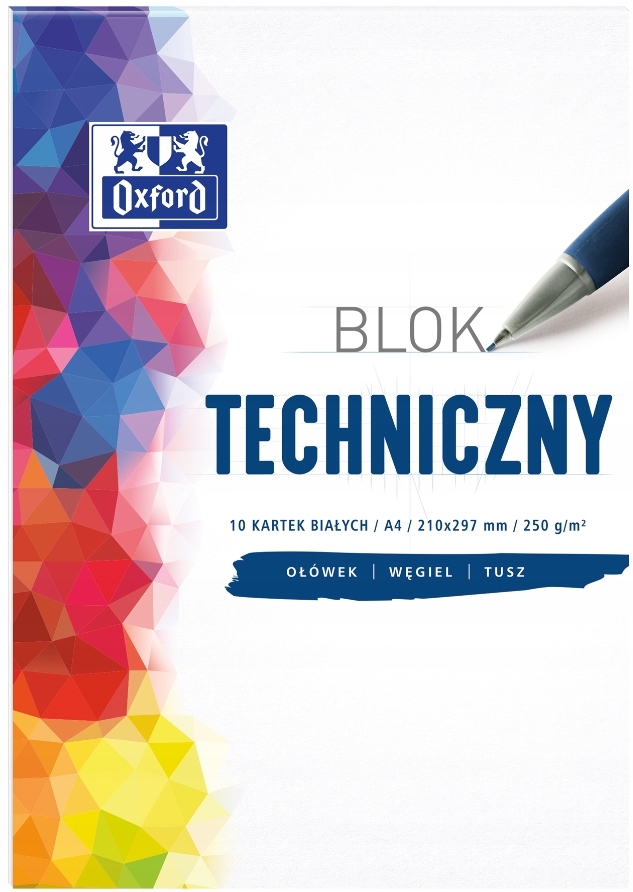 Oxford
BLOK
TECHNICZNY
10 KARTEK BIAŁYCH / A4 / 210x297 mm / 250 g/m²
OŁÓWEK | WĘGIEL | TUSZ